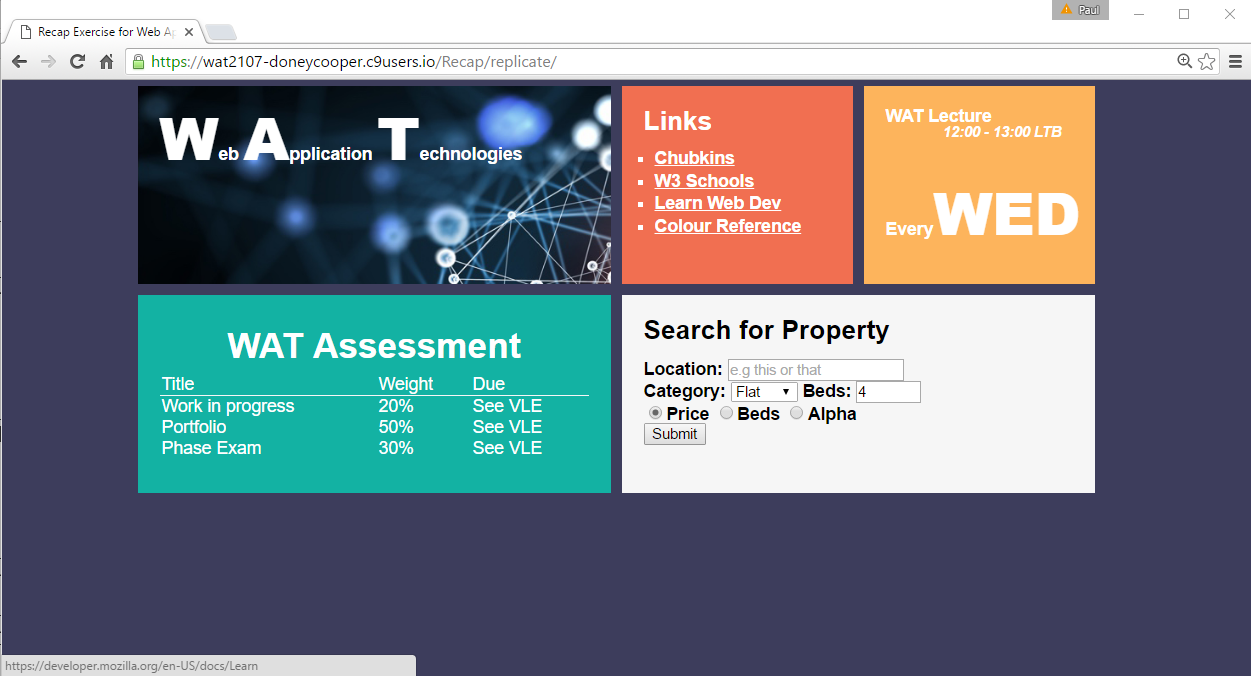 Paul
Recap Exercise for Web Ap
https://wat2107-doneycooper.c9users.io/Recap/replicate/
Web Application Technologies
Links
Chubkins
W3 Schools
Learn Web Dev
Colour Reference
WAT Lecture
12:00 - 13:00 LTB
Every WED
WAT Assessment
Title Weight Due
Work in progress 20% See VLE
Portfolio 50% See VLE
Phase Exam 30% See VLE
Search for Property
Location: e.g this or that
Category: Flat Beds: 4
Price Beds Alpha
Submit
https://developer.mozilla.org/en-US/docs/Learn